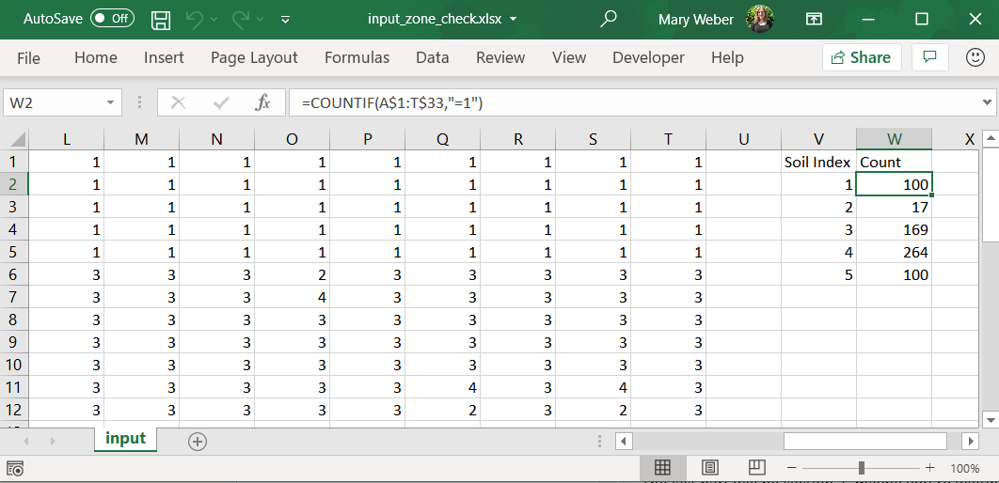 AutoSave Off input_zone_check.xlsx Mary Weber
File Home Insert Page Layout Formulas Data Review View Developer Help Share
W2 fx =COUNTIF(A$1:T$33,"=1")
L M N O P Q R S T U V W X
1 1 1 1 1 1 1 1 1 1 Soil Index Count
2 1 1 1 1 1 1 1 1 1 1 100
3 1 1 1 1 1 1 1 1 1 2 17
4 1 1 1 1 1 1 1 1 1 3 169
5 1 1 1 1 1 1 1 1 1 4 264
6 3 3 3 2 3 3 3 3 3 5 100
7 3 3 3 4 3 3 3 3 3
8 3 3 3 3 3 3 3 3 3
9 3 3 3 3 3 3 3 3 3
10 3 3 3 3 3 3 3 3 3
11 3 3 3 3 3 4 3 4 3
12 3 3 3 3 3 2 3 2 3
input
100%